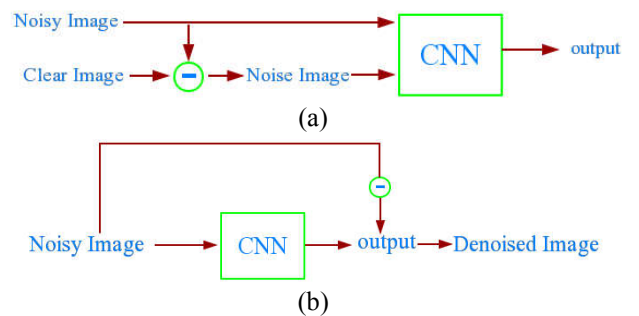 Noisy Image
CNN
output
Clear Image
−
Noise Image
(a)
−
Noisy Image
CNN
output
Denoised Image
(b)